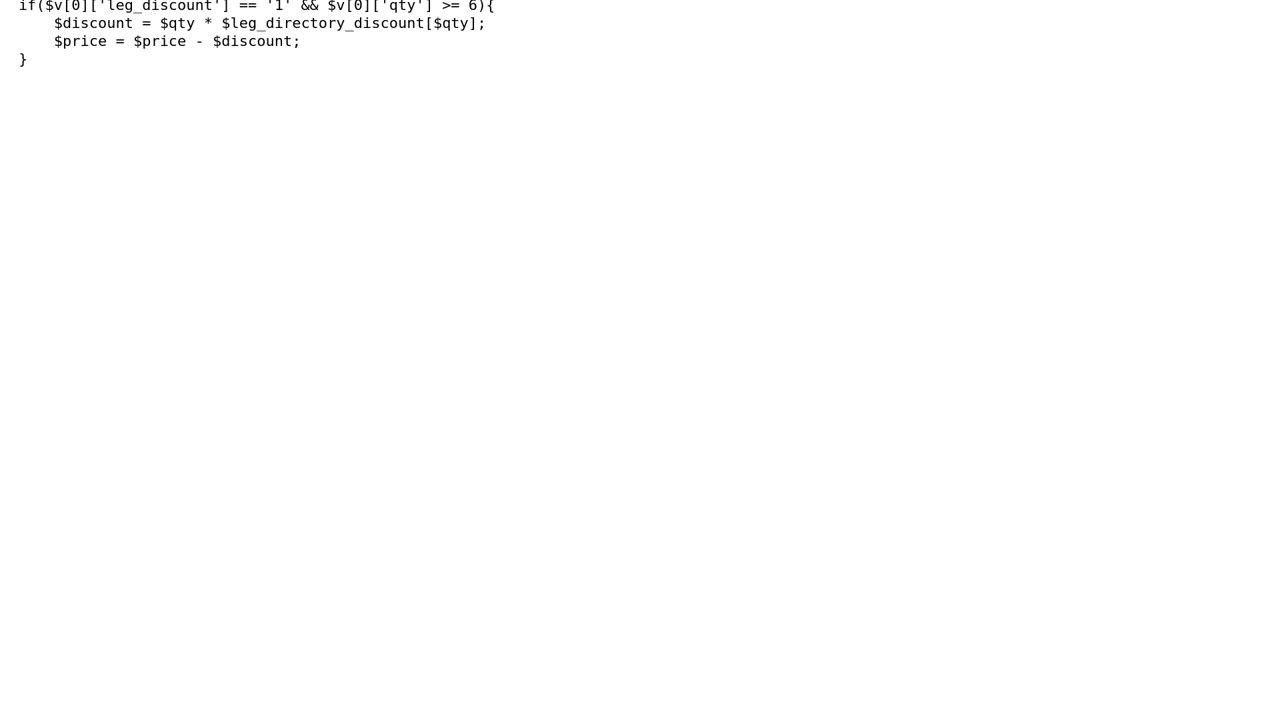 if($v[0]['leg_discount'] == '1' && $v[0]['qty'] >= 6){
    $discount = $qty * $leg_directory_discount[$qty];
    $price = $price - $discount;
}